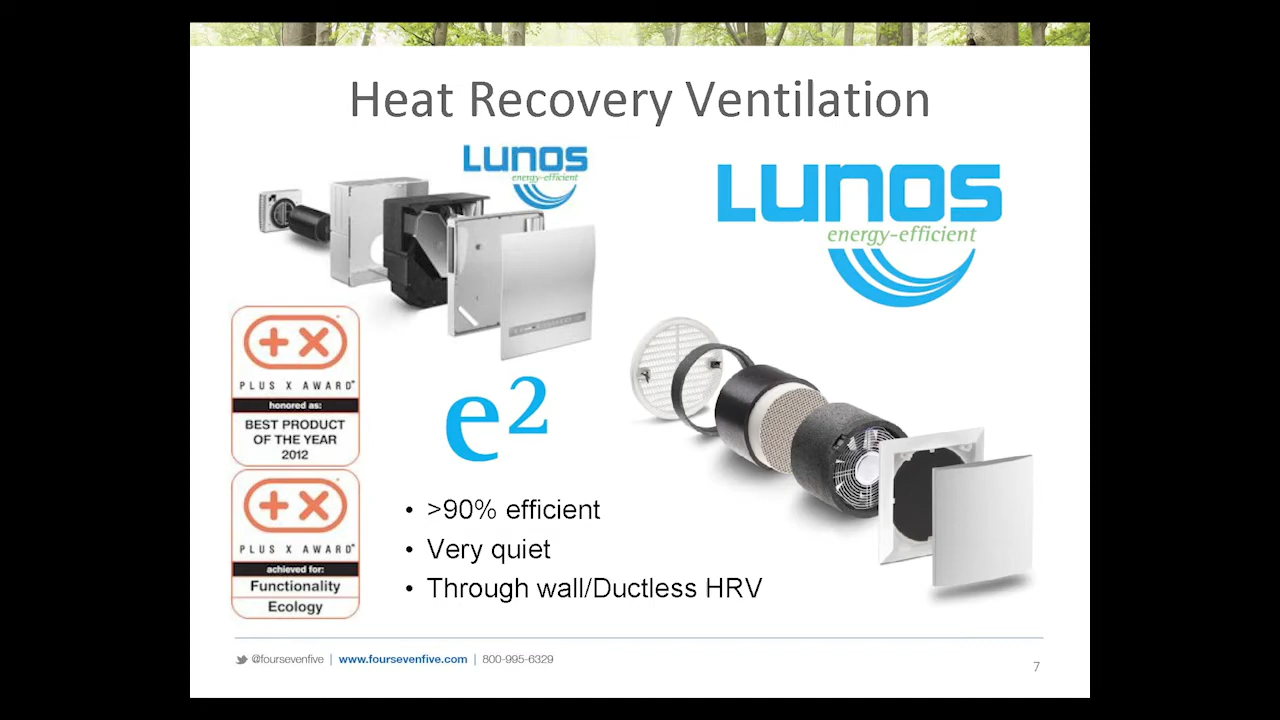 Heat Recovery Ventilation
LUNOS
energy-efficient
LUNOS
energy-efficient
PLUS X AWARD
honored as:
BEST PRODUCT
OF THE YEAR
2012
e²
PLUS X AWARD
achieved for:
Functionality
Ecology
• >90% efficient
• Very quiet
• Through wall/Ductless HRV
@foursevenfive | www.foursevenfive.com | 800-995-6329
7